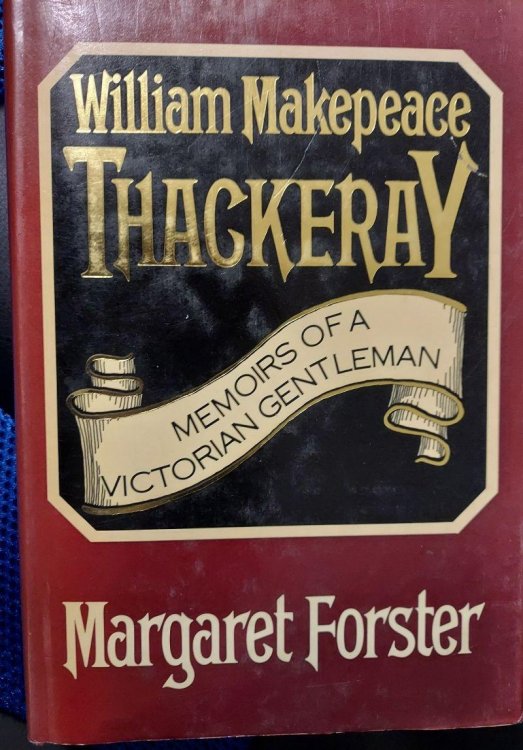 William Makepeace
THACKERAY
MEMOIRS OF A
VICTORIAN GENTLEMAN
Margaret Forster